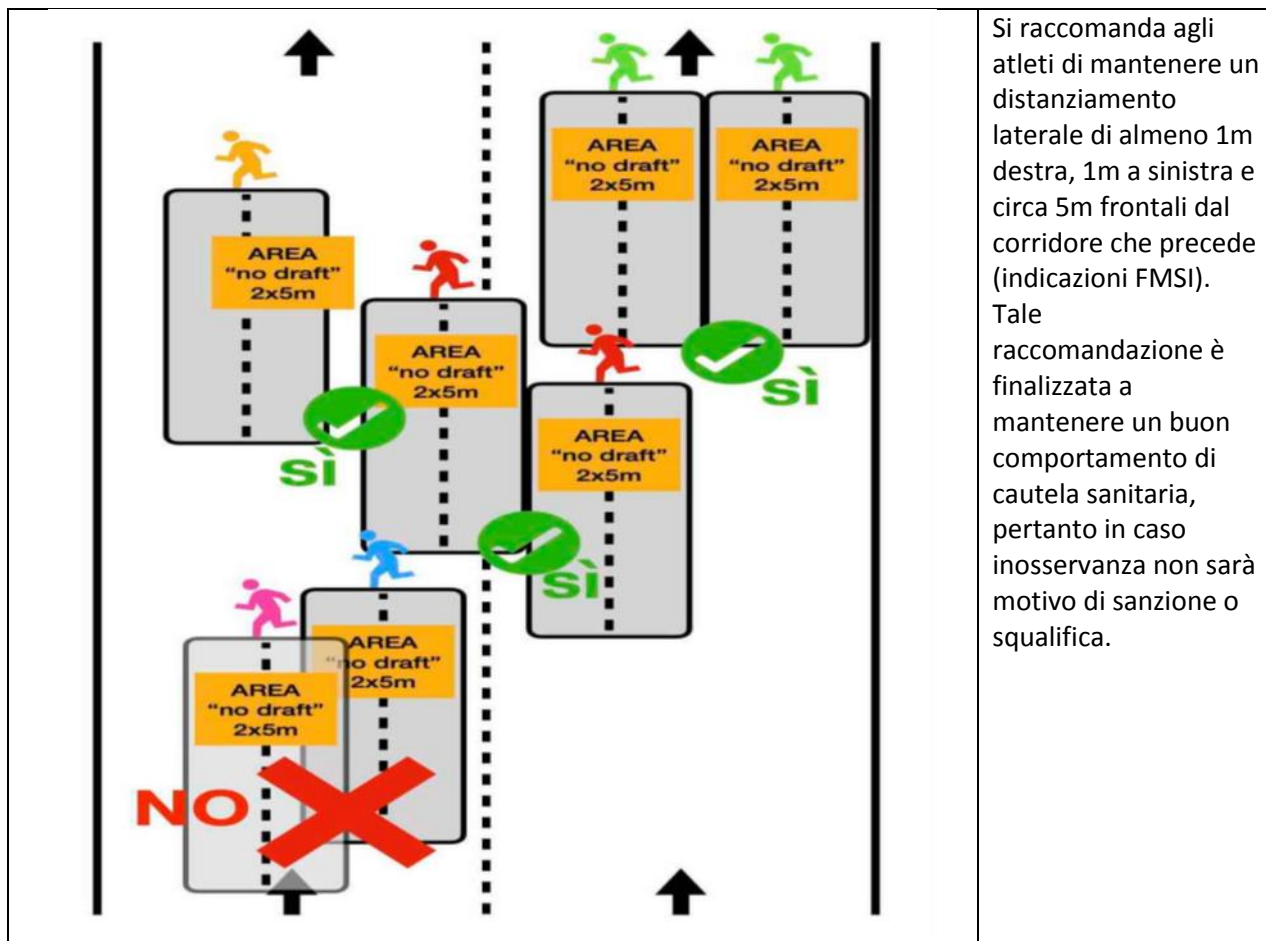 AREA
“no draft”
2x5m
AREA
“no draft”
2x5m
AREA
“no draft”
2x5m
AREA
“no draft”
2x5m
SÌ
AREA
“no draft”
2x5m
SÌ
SÌ
AREA
“no draft”
2x5m
AREA
“no draft”
2x5m
NO
Si raccomanda agli
atleti di mantenere un
distanziamento
laterale di almeno 1m
destra, 1m a sinistra e
circa 5m frontali dal
corridore che precede
(indicazioni FMSI).
Tale
raccomandazione è
finalizzata a
mantenere un buon
comportamento di
cautela sanitaria,
pertanto in caso
inosservanza non sarà
motivo di sanzione o
squalifica.